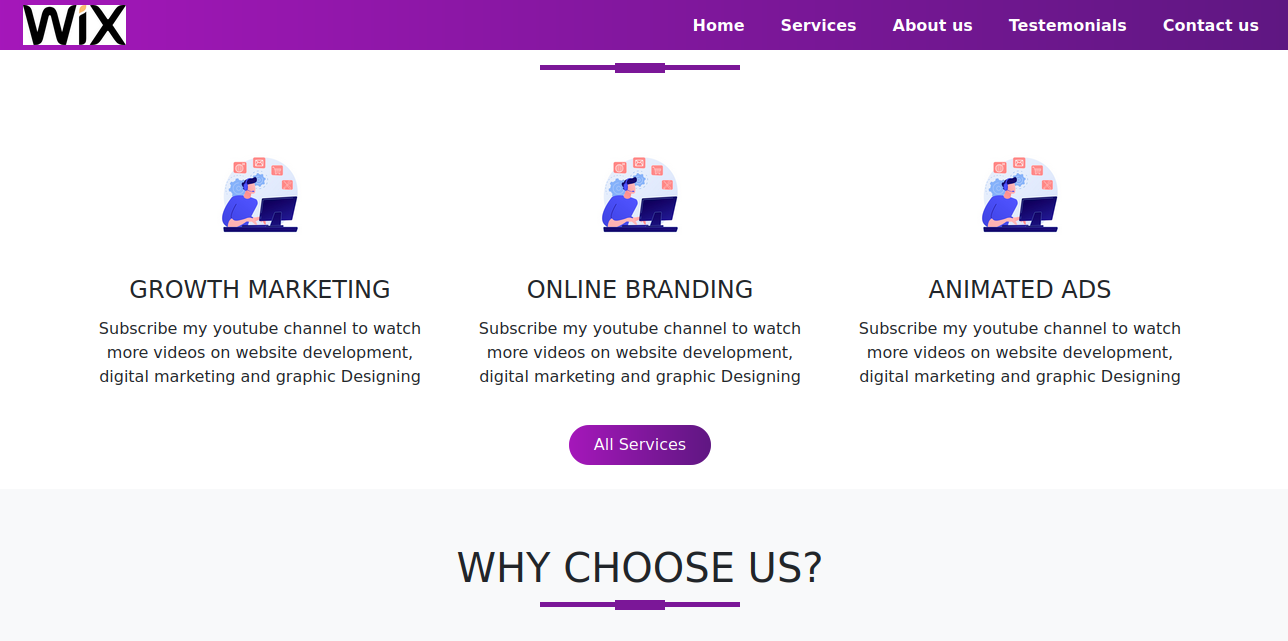 WiX
Home Services About us Testemonials Contact us
GROWTH MARKETING
Subscribe my youtube channel to watch
more videos on website development,
digital marketing and graphic Designing
ONLINE BRANDING
Subscribe my youtube channel to watch
more videos on website development,
digital marketing and graphic Designing
ANIMATED ADS
Subscribe my youtube channel to watch
more videos on website development,
digital marketing and graphic Designing
All Services
WHY CHOOSE US?